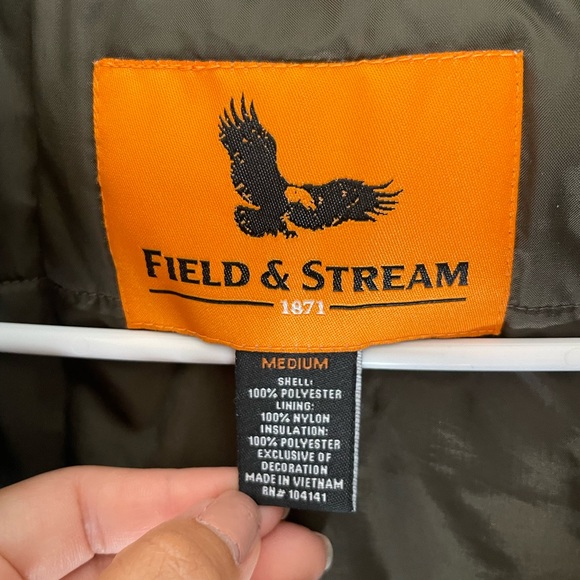 FIELD & STREAM
1871
MEDIUM
SHELL:
100% POLYESTER
LINING:
100% NYLON
INSULATION:
100% POLYESTER
EXCLUSIVE OF
DECORATION
MADE IN VIETNAM
RN# 104141